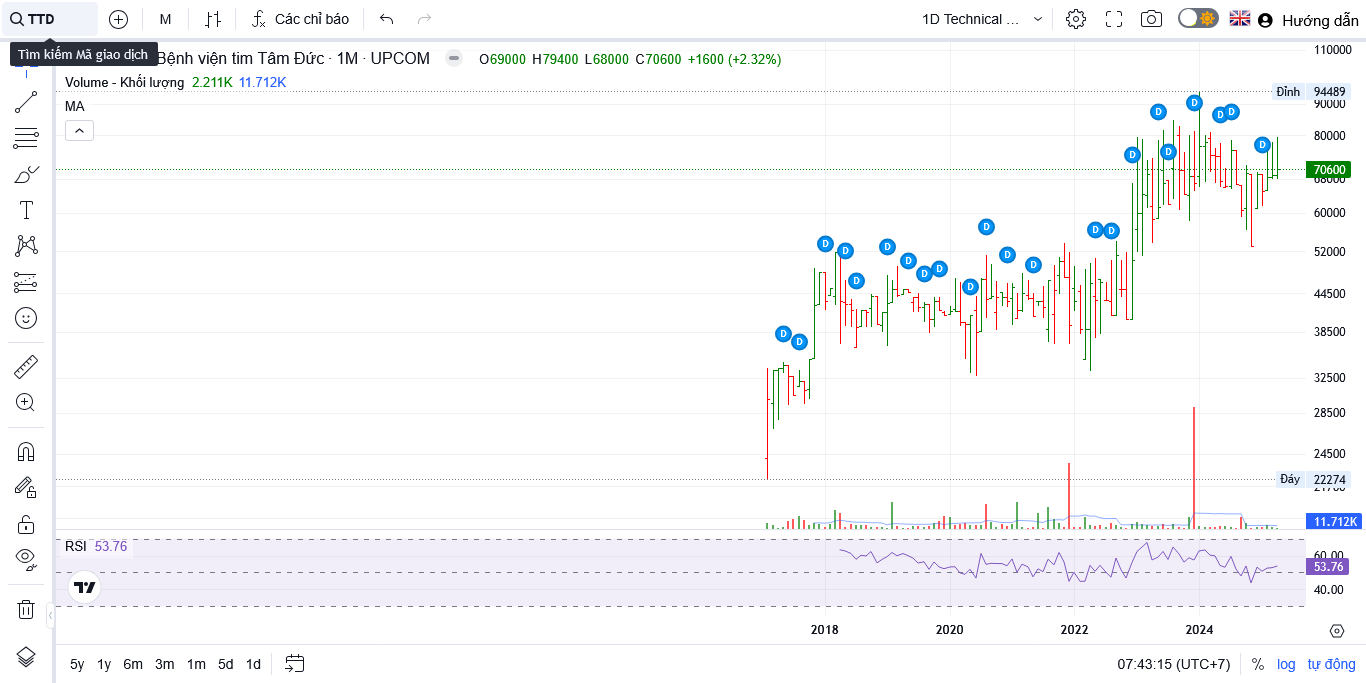 TTD
M
Các chỉ báo
1D Technical ...
Hướng dẫn
Tìm kiếm Mã giao dịch
Bệnh viện tim Tâm Đức · 1M · UPCOM
O69000 H79400 L68000 C70600 +1600 (+2.32%)
Volume - Khối lượng 2.211K 11.712K
MA
110000
Đỉnh 94489
90000
80000
70600
68000
60000
52000
44500
38500
32500
28500
24500
Đáy 22274
21700
11.712K
RSI 53.76
60.00
53.76
40.00
D D D D D D D D D D D D D D D D D D D D D D
2018 2020 2022 2024
5y 1y 6m 3m 1m 5d 1d
07:43:15 (UTC+7) % log tự động